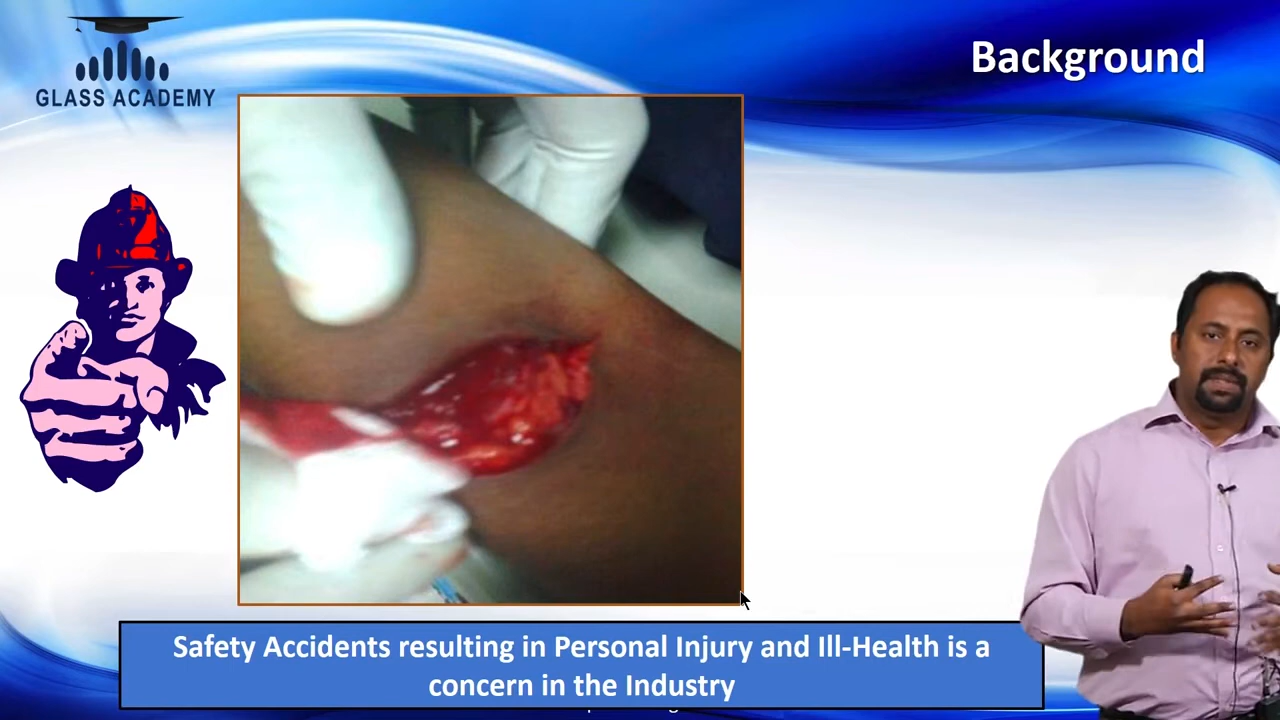 GLASS ACADEMY
Background
Safety Accidents resulting in Personal Injury and Ill-Health is a
concern in the Industry